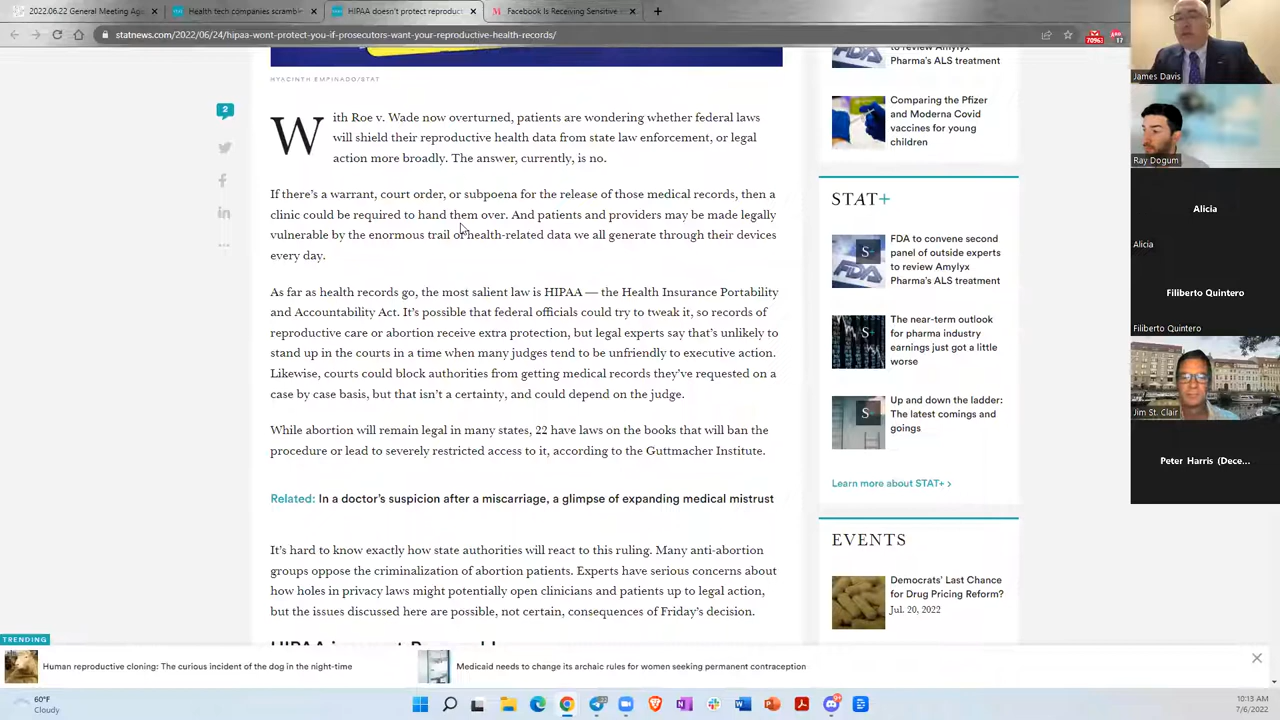 2022.06.22 General Meeting Age
Health tech companies scramble
HIPAA doesn't protect reproduc
Facebook Is Receiving Sensitive
statnews.com/2022/06/24/hipaa-wont-protect-you-if-prosecutors-want-your-reproductive-health-records/
HYACINTH EMPINADO/STAT
2
With Roe v. Wade now overturned, patients are wondering whether federal laws
will shield their reproductive health data from state law enforcement, or legal
action more broadly. The answer, currently, is no.
If there's a warrant, court order, or subpoena for the release of those medical records, then a
clinic could be required to hand them over. And patients and providers may be made legally
vulnerable by the enormous trail of health-related data we all generate through their devices
every day.
As far as health records go, the most salient law is HIPAA — the Health Insurance Portability
and Accountability Act. It's possible that federal officials could try to tweak it, so records of
reproductive care or abortion receive extra protection, but legal experts say that's unlikely to
stand up in the courts in a time when many judges tend to be unfriendly to executive action.
Likewise, courts could block authorities from getting medical records they've requested on a
case by case basis, but that isn't a certainty, and could depend on the judge.
While abortion will remain legal in many states, 22 have laws on the books that will ban the
procedure or lead to severely restricted access to it, according to the Guttmacher Institute.
Related: In a doctor's suspicion after a miscarriage, a glimpse of expanding medical mistrust
It's hard to know exactly how state authorities will react to this ruling. Many anti-abortion
groups oppose the criminalization of abortion patients. Experts have serious concerns about
how holes in privacy laws might potentially open clinicians and patients up to legal action,
but the issues discussed here are possible, not certain, consequences of Friday's decision.
to review Amylyx
Pharma's ALS treatment
Comparing the Pfizer
and Moderna Covid
vaccines for young
children
STAT+
FDA to convene second
panel of outside experts
to review Amylyx
Pharma's ALS treatment
The near-term outlook
for pharma industry
earnings just got a little
worse
Up and down the ladder:
The latest comings and
goings
Learn more about STAT+ ›
EVENTS
Democrats' Last Chance
for Drug Pricing Reform?
Jul. 20, 2022
TRENDING
Human reproductive cloning: The curious incident of the dog in the night-time
Medicaid needs to change its archaic rules for women seeking permanent contraception
60°F
Cloudy
10:13 AM
7/6/2022
James Davis
Ray Dogum
Alicia
Alicia
Filiberto Quintero
Filiberto Quintero
Jim St. Clair
Peter Harris (Dece...